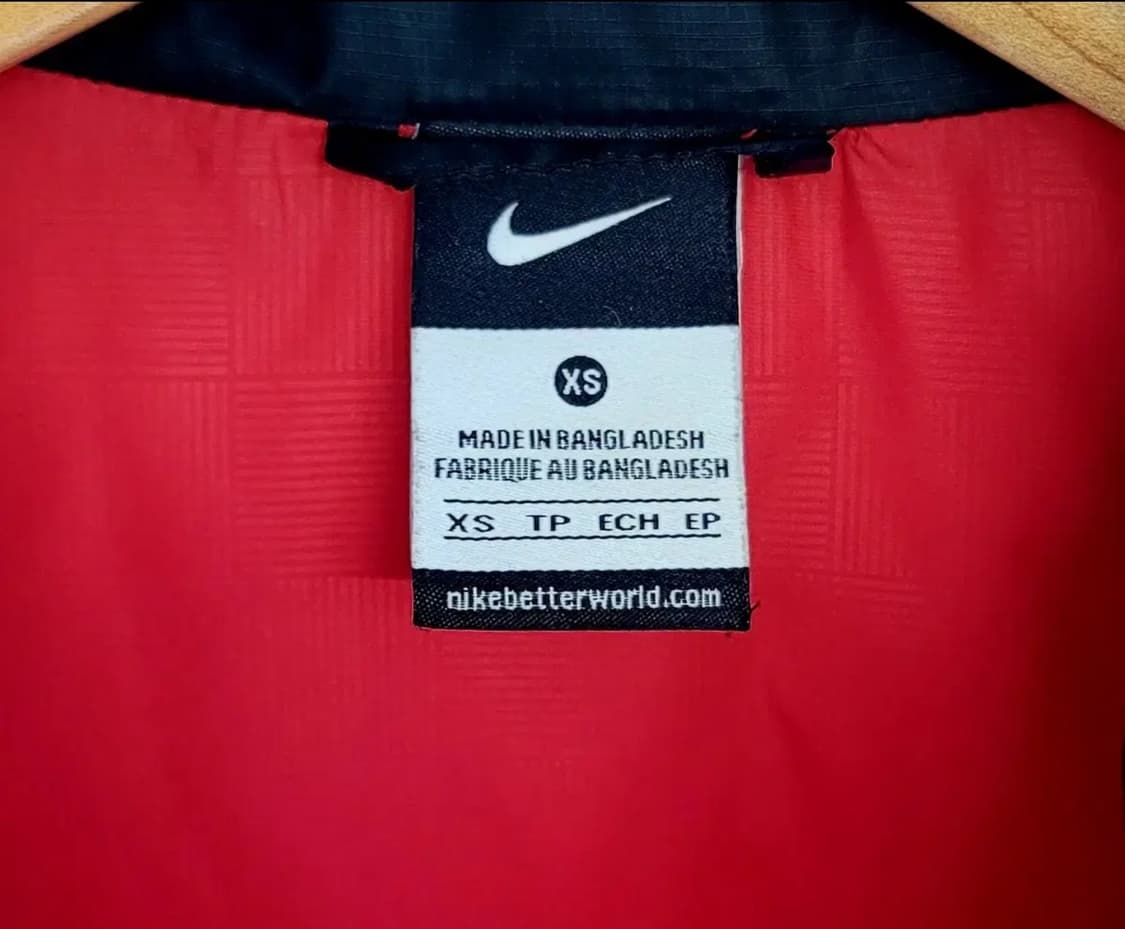 XS
MADE IN BANGLADESH
FABRIQUE AU BANGLADESH
XS TP ECH EP
nikebetterworld.com